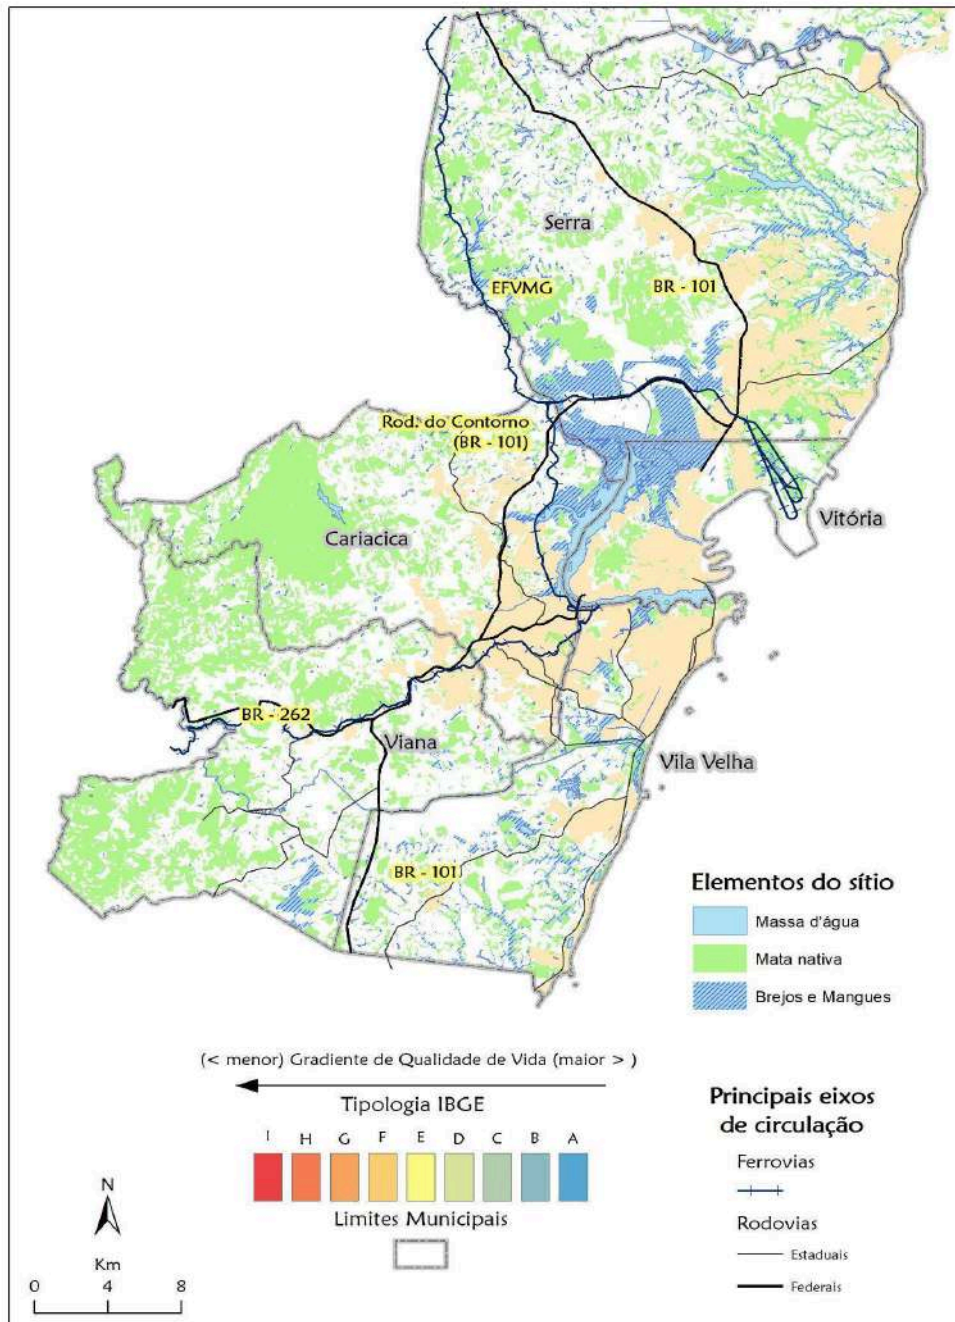 Serra
EFVMG
BR - 101
Rod. do Contorno
(BR - 101)
Vitória
Cariacica
BR - 262
Viana
Vila Velha
BR - 101
Elementos do sítio
Massa d'água
Mata nativa
Brejos e Mangues
(< menor) Gradiente de Qualidade de Vida (maior > )
Tipologia IBGE
I H G F E D C B A
Limites Municipais
N
Km
0 4 8
Principais eixos
de circulação
Ferrovias
Rodovias
Estaduais
Federais